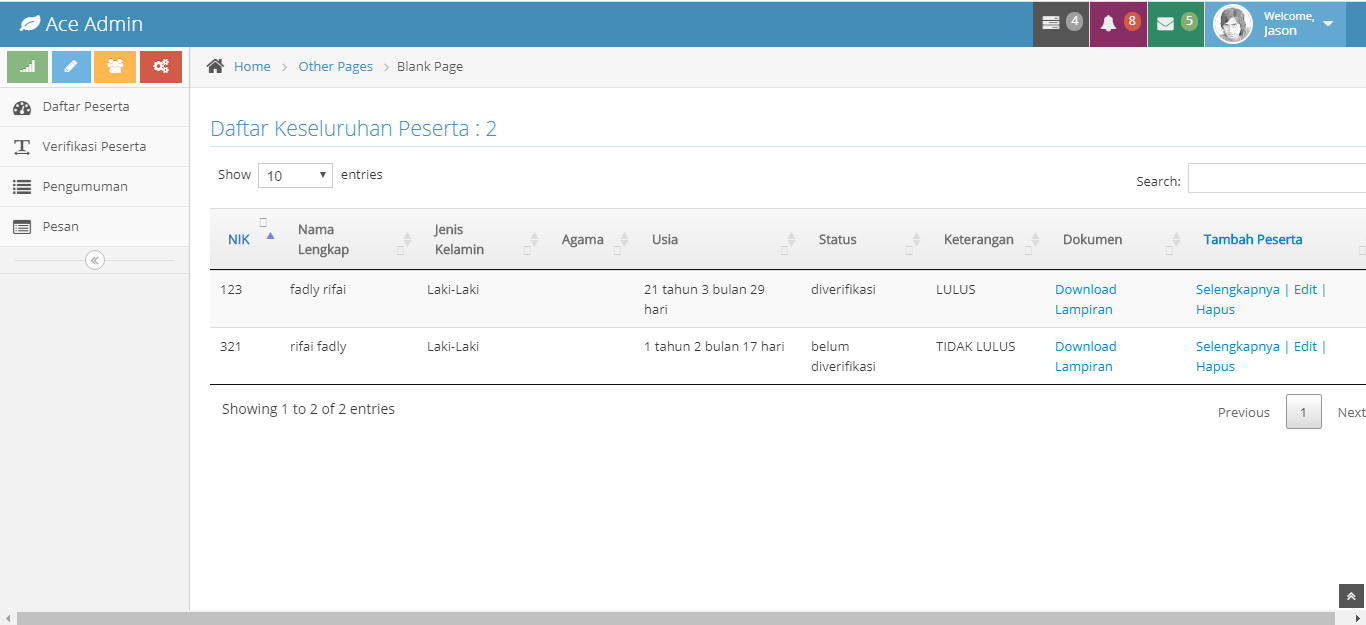 Ace Admin
4
8
5
Welcome,
Jason
Home
Other Pages
Blank Page
Daftar Peserta
Verifikasi Peserta
Pengumuman
Pesan
Daftar Keseluruhan Peserta : 2
Show 10 entries
Search:
NIK
Nama
Lengkap
Jenis
Kelamin
Agama
Usia
Status
Keterangan
Dokumen
Tambah Peserta
123
fadly rifai
Laki-Laki
21 tahun 3 bulan 29
hari
diverifikasi
LULUS
Download
Lampiran
Selengkapnya | Edit |
Hapus
321
rifai fadly
Laki-Laki
1 tahun 2 bulan 17 hari
belum
diverifikasi
TIDAK LULUS
Download
Lampiran
Selengkapnya | Edit |
Hapus
Showing 1 to 2 of 2 entries
Previous 1 Next